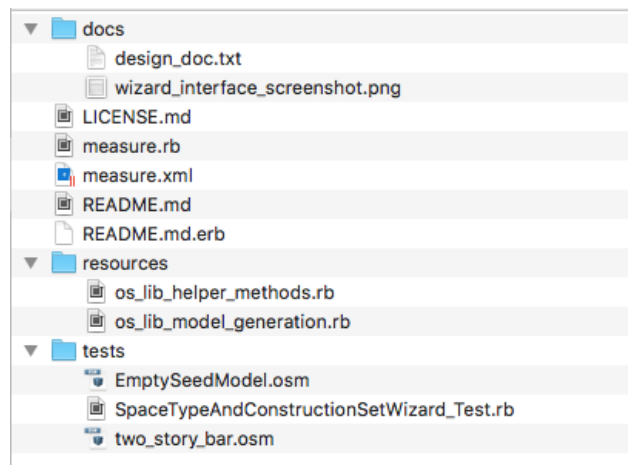 docs
design_doc.txt
wizard_interface_screenshot.png
LICENSE.md
measure.rb
measure.xml
README.md
README.md.erb
resources
os_lib_helper_methods.rb
os_lib_model_generation.rb
tests
EmptySeedModel.osm
SpaceTypeAndConstructionSetWizard_Test.rb
two_story_bar.osm